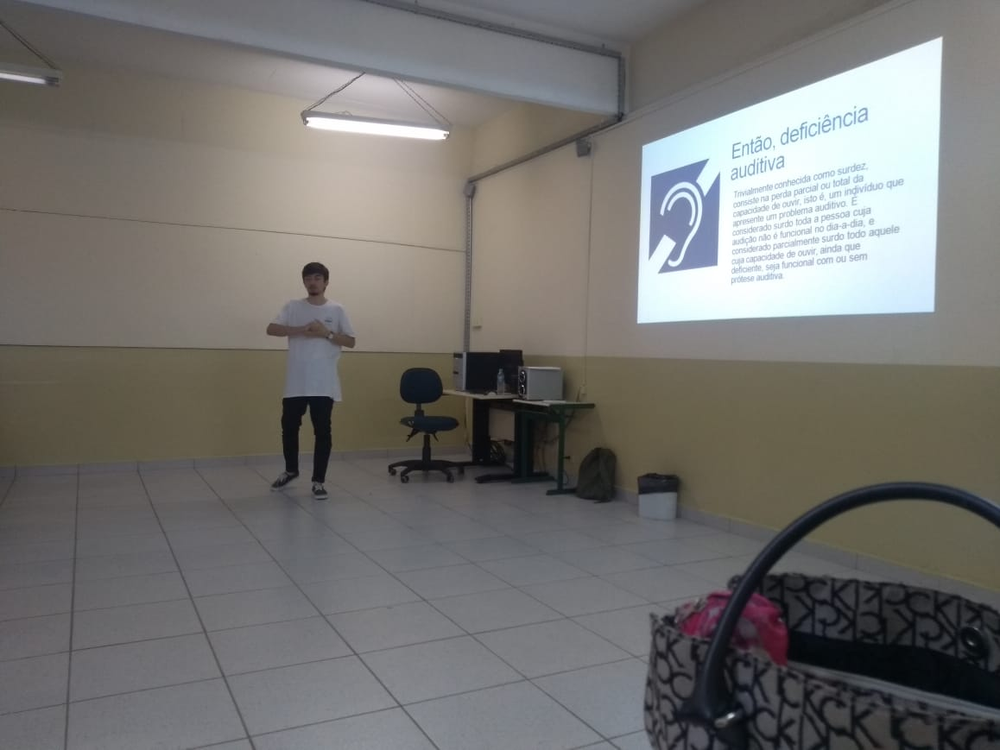 Então, deficiência
auditiva
Trivialmente conhecida como surdez,
consiste na perda parcial ou total da
capacidade de ouvir, isto é, um indivíduo que
apresente um problema auditivo. É
considerado surdo toda a pessoa cuja
audição não é funcional no dia-a-dia, e
considerado parcialmente surdo todo aquele
cuja capacidade de ouvir, ainda que
deficiente, seja funcional com ou sem
prótese auditiva.